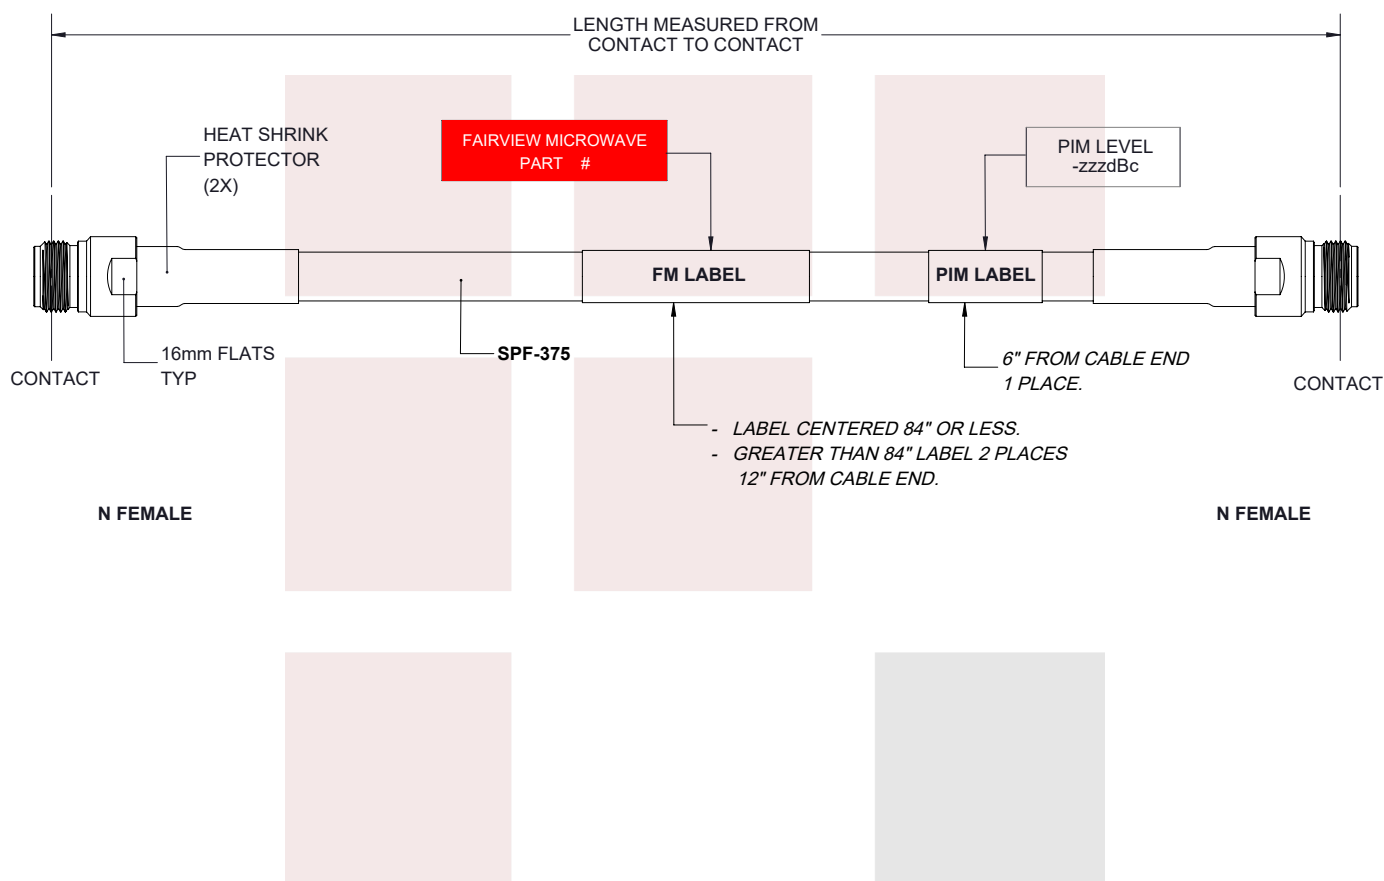 LENGTH MEASURED FROM
CONTACT TO CONTACT
HEAT SHRINK
PROTECTOR
(2X)
FAIRVIEW MICROWAVE
PART #
PIM LEVEL
-zzzdBc
FM LABEL
PIM LABEL
16mm FLATS
TYP
SPF-375
6" FROM CABLE END
1 PLACE.
CONTACT
CONTACT
- LABEL CENTERED 84" OR LESS.
- GREATER THAN 84" LABEL 2 PLACES
12" FROM CABLE END.
N FEMALE
N FEMALE